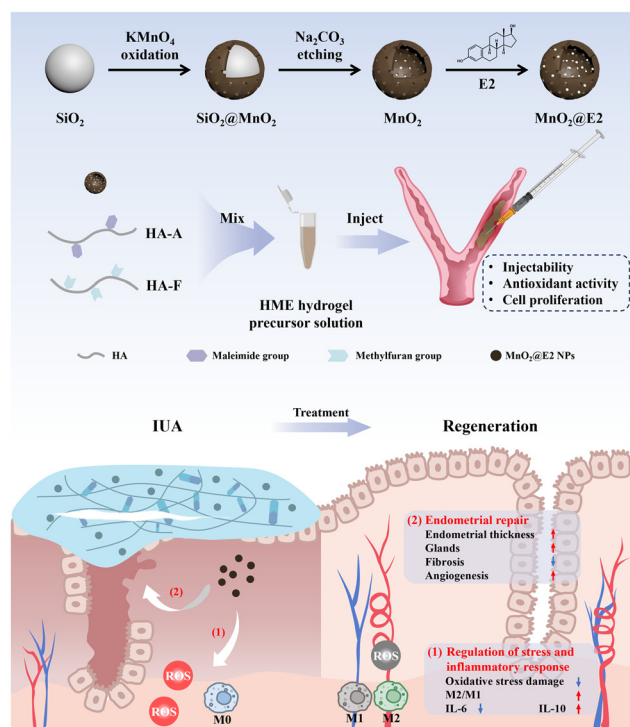 KMnO4
oxidation
Na2CO3
etching
OH
HO
E2
SiO2
SiO2@MnO2
MnO2
MnO2@E2
HA-A
HA-F
Mix
Inject
HME hydrogel
precursor solution
• Injectability
• Antioxidant activity
• Cell proliferation
HA
Maleimide group
Methylfuran group
MnO2@E2 NPs
IUA
Treatment
Regeneration
(2) Endometrial repair
Endometrial thickness ↑
Glands ↑
Fibrosis ↓
Angiogenesis ↑
(2)
(1)
ROS
ROS
M0
ROS
M1
M2
(1) Regulation of stress and
inflammatory response
Oxidative stress damage ↓
M2/M1 ↑
IL-6 ↓ IL-10 ↑